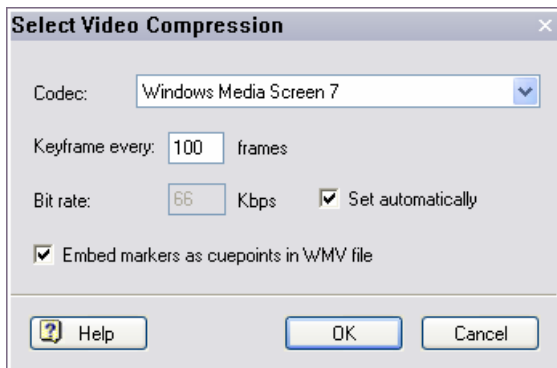 Select Video Compression
Codec: Windows Media Screen 7
Keyframe every: 100 frames
Bit rate: 66 Kbps Set automatically
Embed markers as cuepoints in WMV file
Help OK Cancel